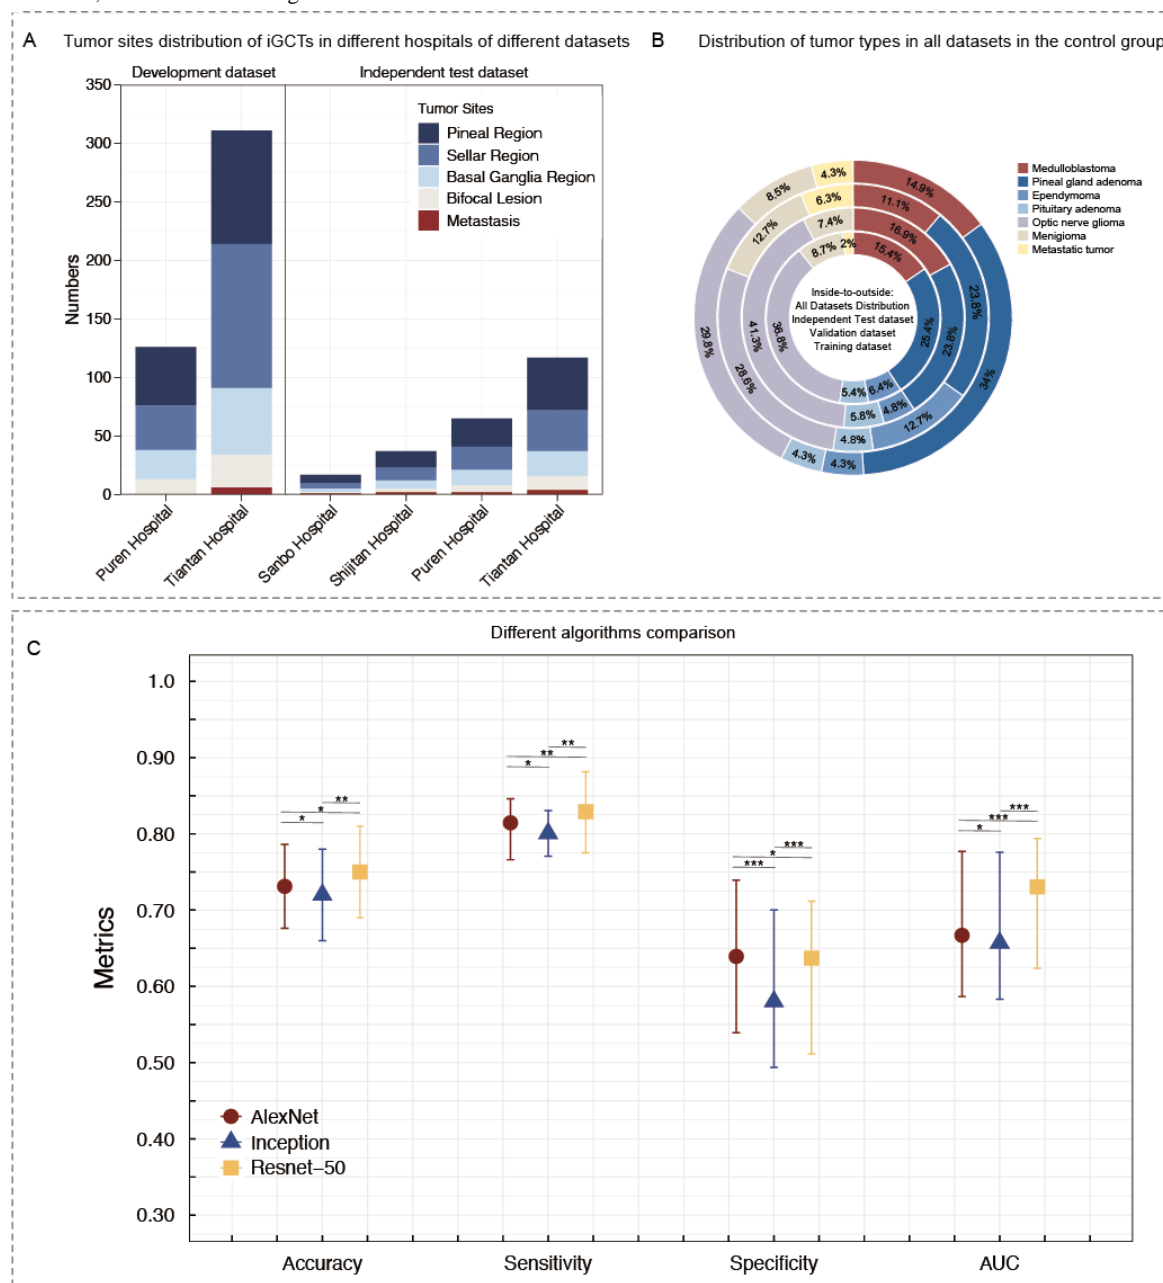 A Tumor sites distribution of iGCTs in different hospitals of different datasets
Development dataset Independent test dataset
350
300
250
200
150
100
50
0
Numbers
Tumor Sites
Pineal Region
Sellar Region
Basal Ganglia Region
Bifocal Lesion
Metastasis
Puren Hospital
Tiantan Hospital
Sanbo Hospital
Shijitan Hospital
Puren Hospital
Tiantan Hospital
B Distribution of tumor types in all datasets in the control group
14.9%
34%
4.3%
4.3%
29.8%
8.5%
4.3%
11.1%
23.8%
12.7%
4.8%
28.6%
12.7%
6.3%
16.9%
23.8%
4.8%
5.8%
41.3%
7.4%
15.4%
25.4%
6.4%
5.4%
36.8%
8.7%
2%
Inside-to-outside:
All Datasets Distribution
Independent Test dataset
Validation dataset
Training dataset
Medulloblastoma
Pineal gland adenoma
Ependymoma
Pituitary adenoma
Optic nerve glioma
Menigioma
Metastatic tumor
C
Different algorithms comparison
Metrics
1.0
0.90
0.80
0.70
0.60
0.50
0.40
0.30
**
*
*
**
**
*
***
*
***
***
***
*
AlexNet
Inception
Resnet-50
Accuracy
Sensitivity
Specificity
AUC